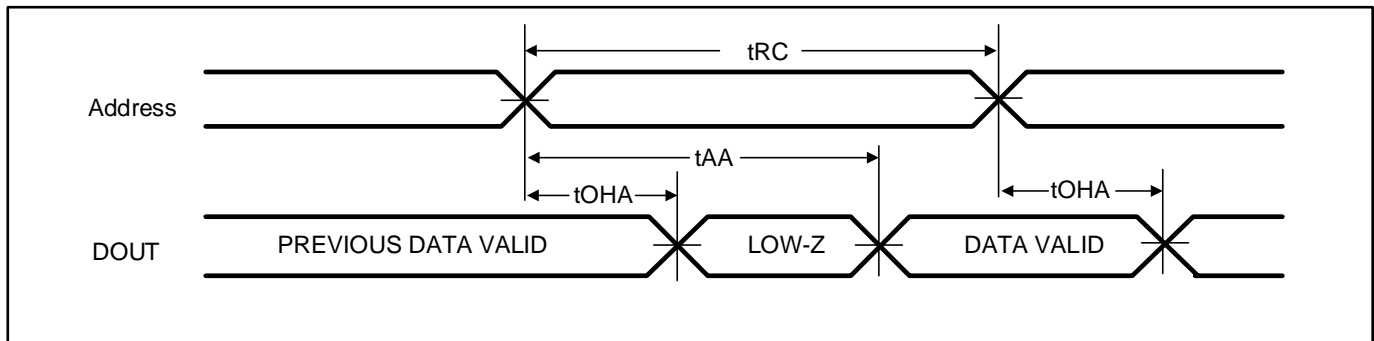 tRC
Address
tAA
tOHA
tOHA
DOUT
PREVIOUS DATA VALID
LOW-Z
DATA VALID